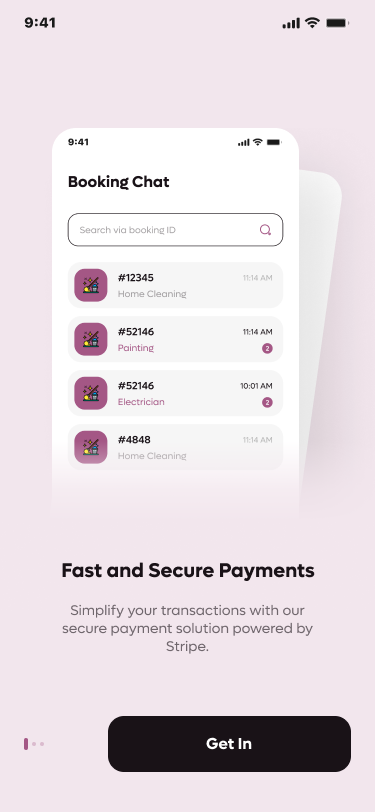 9:41
9:41
Booking Chat
Search via booking ID
#12345 11:14 AM
Home Cleaning
#52146 11:14 AM
Painting 2
#52146 10:01 AM
Electrician 2
#4848 11:14 AM
Home Cleaning
Fast and Secure Payments
Simplify your transactions with our
secure payment solution powered by
Stripe.
Get In